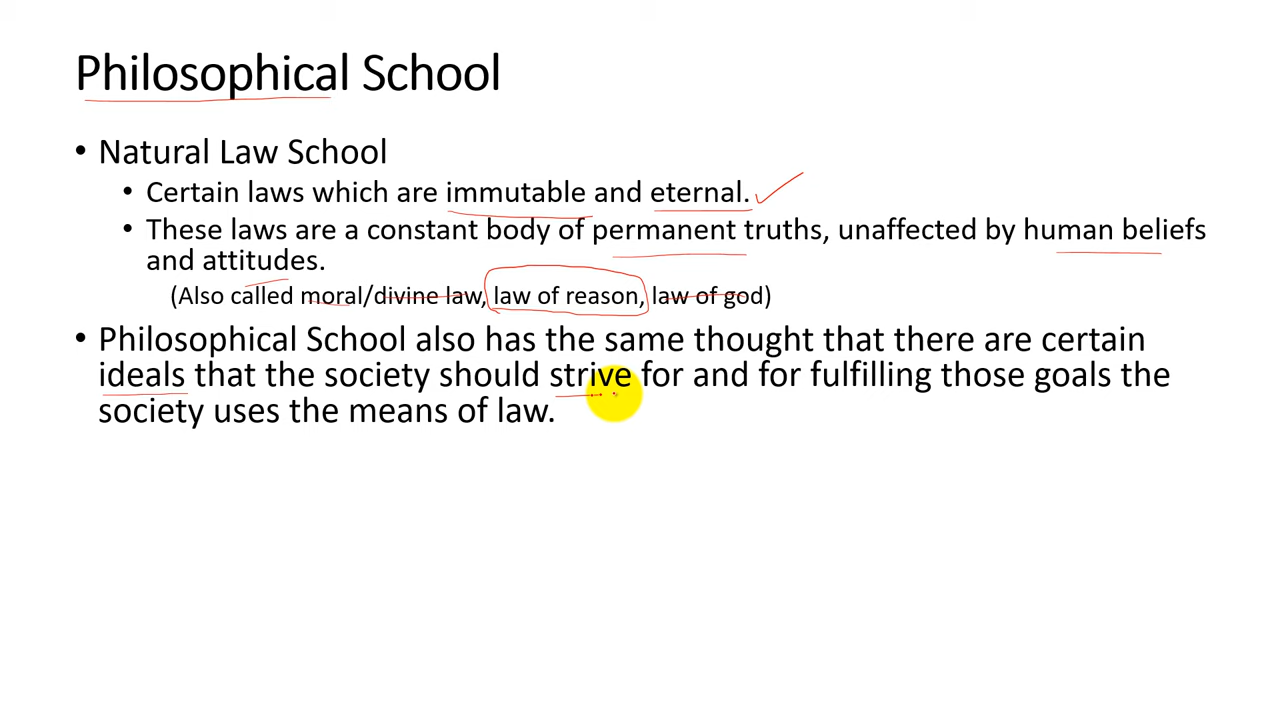 Philosophical School
• Natural Law School
• Certain laws which are immutable and eternal.
• These laws are a constant body of permanent truths, unaffected by human beliefs
and attitudes.
(Also called moral/divine law, law of reason, law of god)
• Philosophical School also has the same thought that there are certain
ideals that the society should strive for and for fulfilling those goals the
society uses the means of law.